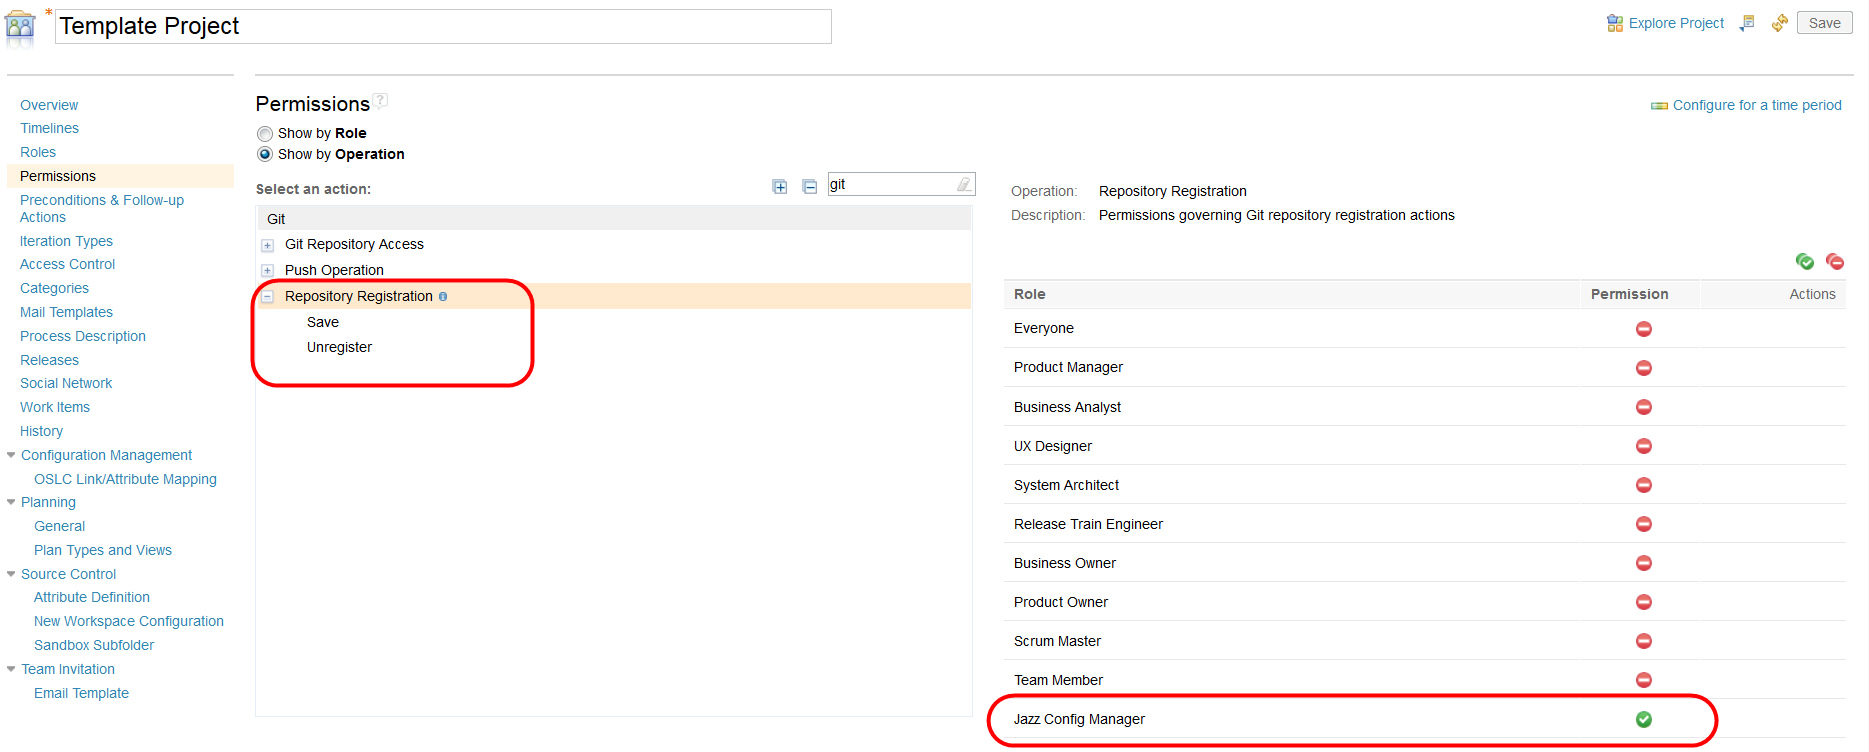 * Template Project
Explore Project
Save
Overview
Timelines
Roles
Permissions
Preconditions & Follow-up
Actions
Iteration Types
Access Control
Categories
Mail Templates
Process Description
Releases
Social Network
Work Items
History
Configuration Management
OSLC Link/Attribute Mapping
Planning
General
Plan Types and Views
Source Control
Attribute Definition
New Workspace Configuration
Sandbox Subfolder
Team Invitation
Email Template
Permissions ?
Configure for a time period
Show by Role
Show by Operation
Select an action:
git
Git
Git Repository Access
Push Operation
Repository Registration
Save
Unregister
Operation: Repository Registration
Description: Permissions governing Git repository registration actions
Role Permission Actions
Everyone
Product Manager
Business Analyst
UX Designer
System Architect
Release Train Engineer
Business Owner
Product Owner
Scrum Master
Team Member
Jazz Config Manager